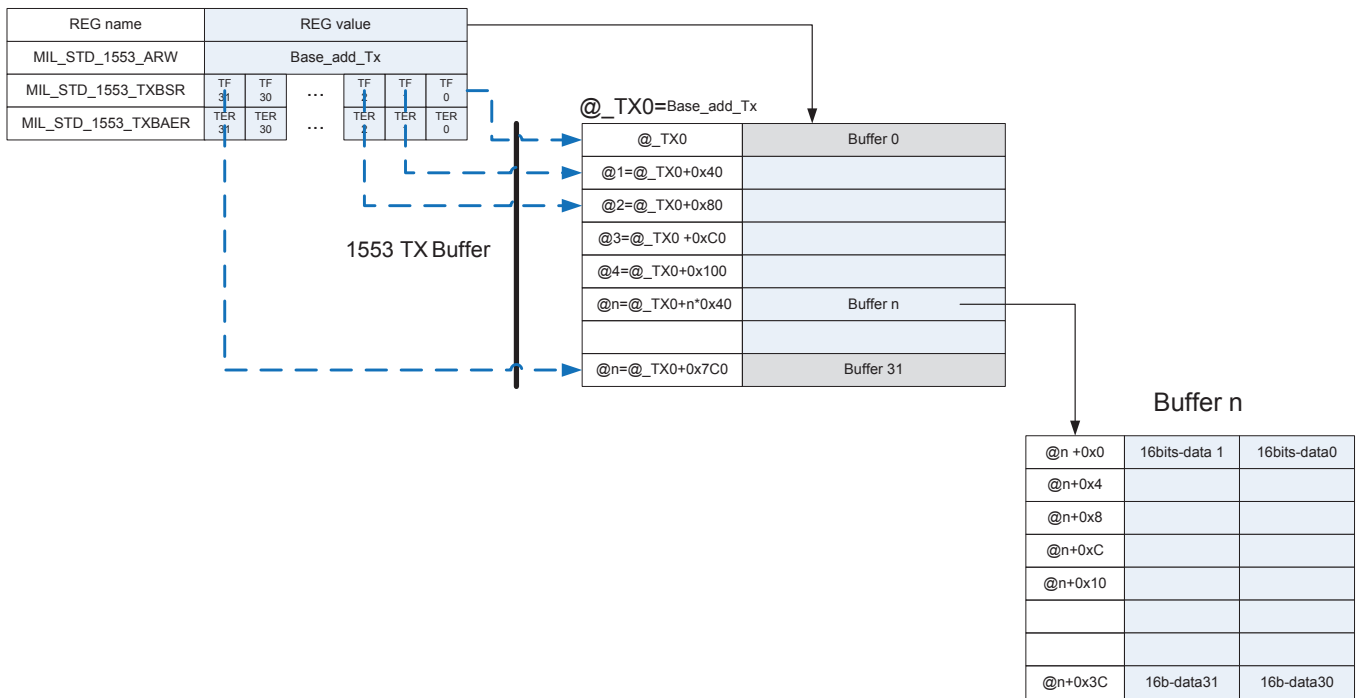 REG name REG value
MIL_STD_1553_ARW Base_add_Tx
MIL_STD_1553_TXBSR TF 31 TF 30 ... TF 2 TF TF 0
MIL_STD_1553_TXBAER TER 31 TER 30 ... TER 2 TER TER 0
@_TX0=Base_add_Tx
@_TX0 Buffer 0
@1=@_TX0+0x40
@2=@_TX0+0x80
@3=@_TX0 +0xC0
@4=@_TX0+0x100
@n=@_TX0+n*0x40 Buffer n
@n=@_TX0+0x7C0 Buffer 31
1553 TX Buffer
Buffer n
@n +0x0 16bits-data 1 16bits-data0
@n+0x4
@n+0x8
@n+0xC
@n+0x10
@n+0x3C 16b-data31 16b-data30